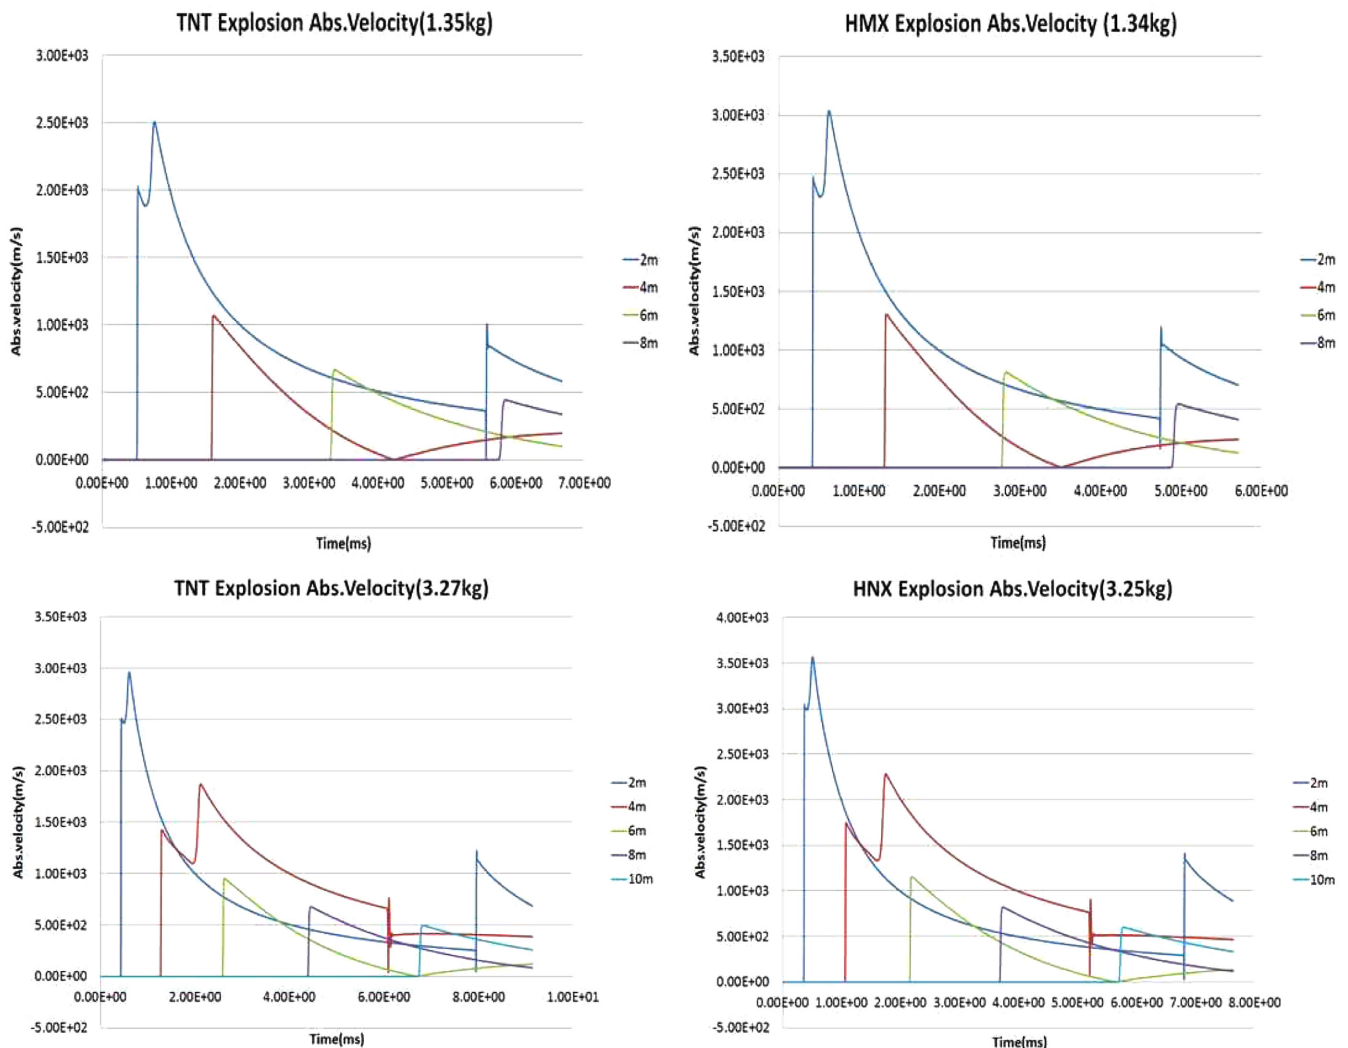 TNT Explosion Abs.Velocity(1.35kg)
3.00E+03
2.50E+03
2.00E+03
1.50E+03
1.00E+03
5.00E+02
0.00E+00
-5.00E+02
Abs.velocity(m/s)
0.00E+00 1.00E+00 2.00E+00 3.00E+00 4.00E+00 5.00E+00 6.00E+00 7.00E+00
Time(ms)
2m
4m
6m
8m
HMX Explosion Abs.Velocity (1.34kg)
3.50E+03
3.00E+03
2.50E+03
2.00E+03
1.50E+03
1.00E+03
5.00E+02
0.00E+00
-5.00E+02
Abs.velocity(m/s)
0.00E+00 1.00E+00 2.00E+00 3.00E+00 4.00E+00 5.00E+00 6.00E+00
Time(ms)
2m
4m
6m
8m
TNT Explosion Abs.Velocity(3.27kg)
3.50E+03
3.00E+03
2.50E+03
2.00E+03
1.50E+03
1.00E+03
5.00E+02
0.00E+00
-5.00E+02
Abs.velocity(m/s)
0.00E+00 2.00E+00 4.00E+00 6.00E+00 8.00E+00 1.00E+01
Time(ms)
2m
4m
6m
8m
10m
HNX Explosion Abs.Velocity(3.25kg)
4.00E+03
3.50E+03
3.00E+03
2.50E+03
2.00E+03
1.50E+03
1.00E+03
5.00E+02
0.00E+00
-5.00E+02
Abs.velocity(m/s)
0.00E+00 1.00E+00 2.00E+00 3.00E+00 4.00E+00 5.00E+00 6.00E+00 7.00E+00 8.00E+00
Time(ms)
2m
4m
6m
8m
10m